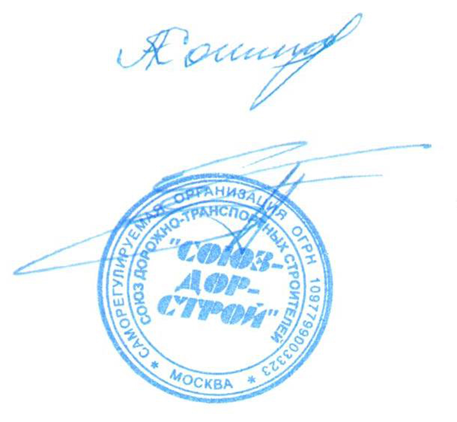 * САМОРЕГУЛИРУЕМАЯ ОРГАНИЗАЦИЯ ОГРН 1097799003323 *
СОЮЗ ДОРОЖНО-ТРАНСПОРТНЫХ СТРОИТЕЛЕЙ
"СОЮЗ-
ДОР-
СТРОЙ"
МОСКВА